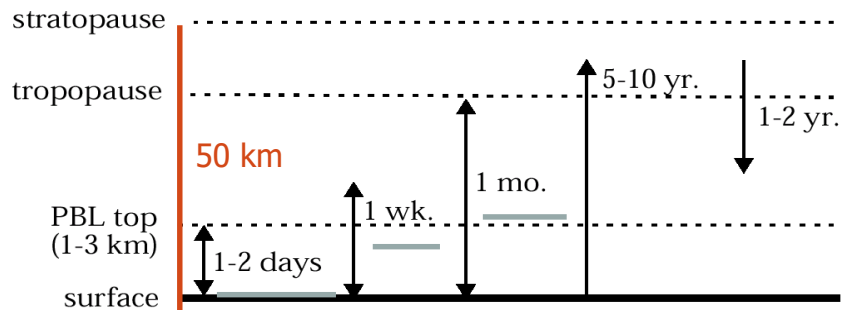 stratopause
tropopause
5-10 yr.
1-2 yr.
50 km
1 mo.
PBL top
(1-3 km)
1 wk.
1-2 days
surface